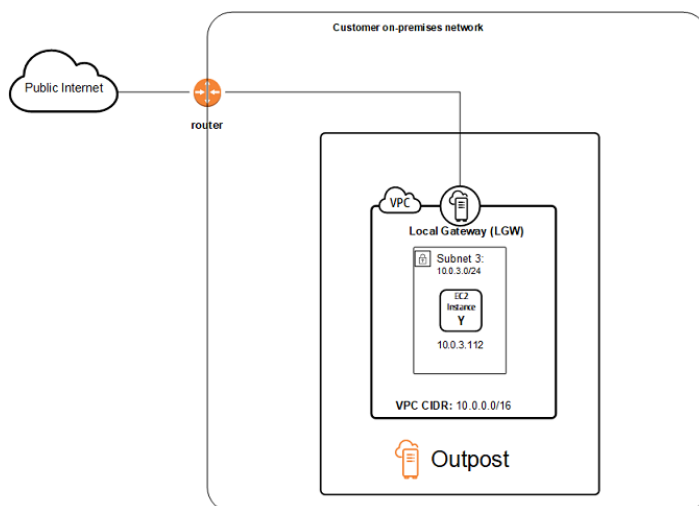 Customer on-premises network
Public Internet
router
VPC
Local Gateway (LGW)
Subnet 3:
10.0.3.0/24
EC2
Instance
Y
10.0.3.112
VPC CIDR: 10.0.0.0/16
Outpost